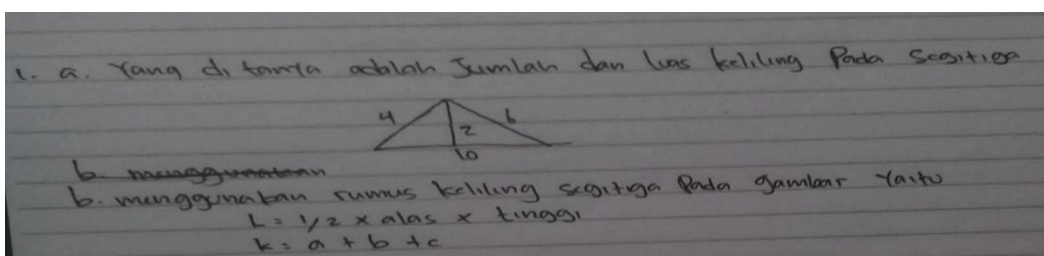 1. a. Yang di tanya adalah Jumlah dan luas keliling Pada Segitiga
4 6
2
10
b. menggunakan
b. menggunakan rumus keliling segitiga Pada gambar Yaitu
L = 1/2 x alas x tinggi
k = a + b + c